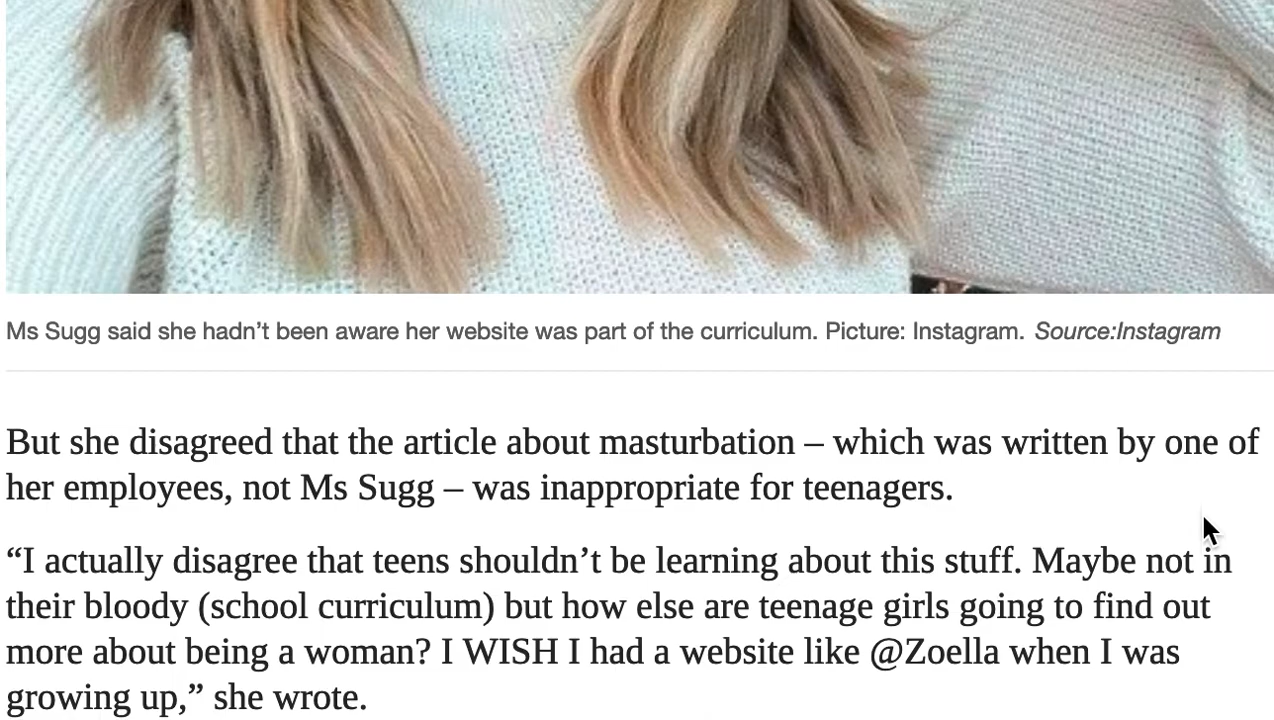 Ms Sugg said she hadn’t been aware her website was part of the curriculum. Picture: Instagram. Source:Instagram
But she disagreed that the article about masturbation – which was written by one of
her employees, not Ms Sugg – was inappropriate for teenagers.
“I actually disagree that teens shouldn’t be learning about this stuff. Maybe not in
their bloody (school curriculum) but how else are teenage girls going to find out
more about being a woman? I WISH I had a website like @Zoella when I was
growing up,” she wrote.